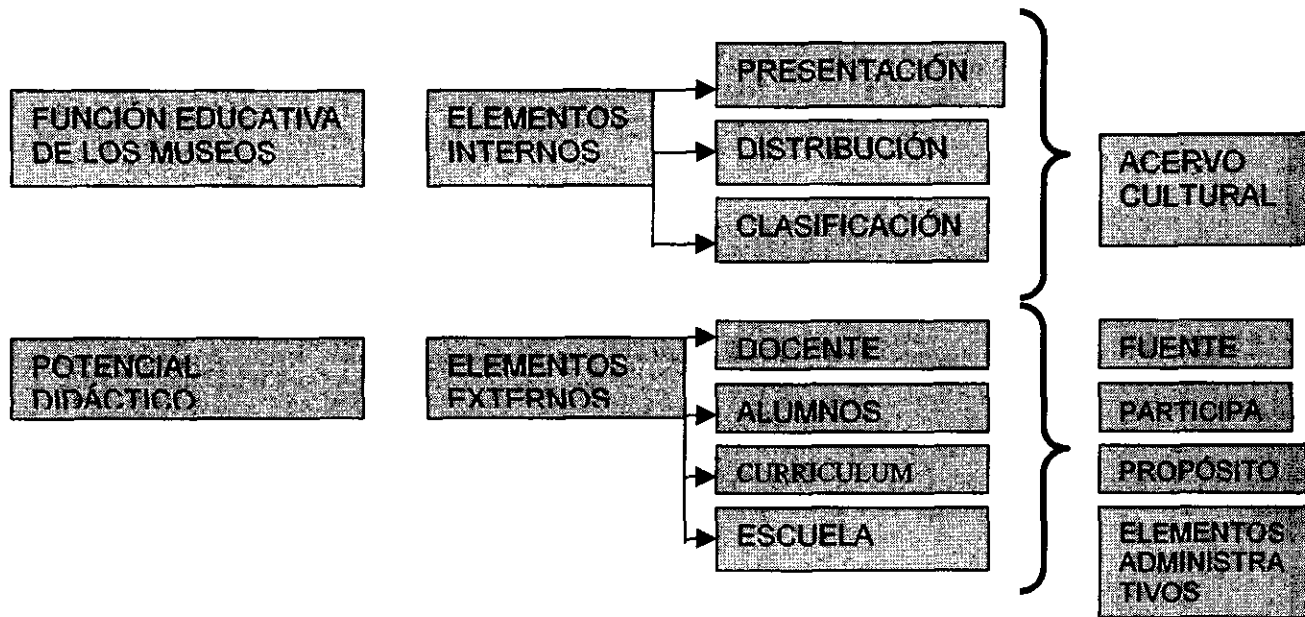 FUNCIÓN EDUCATIVA
DE LOS MUSEOS
ELEMENTOS
INTERNOS
PRESENTACIÓN
DISTRIBUCIÓN
CLASIFICACIÓN
ACERVO
CULTURAL
POTENCIAL
DIDÁCTICO
ELEMENTOS
EXTERNOS
DOCENTE
ALUMNOS
CURRICULUM
ESCUELA
FUENTE
PARTICIPA
PROPÓSITO
ELEMENTOS
ADMINISTRA
TIVOS